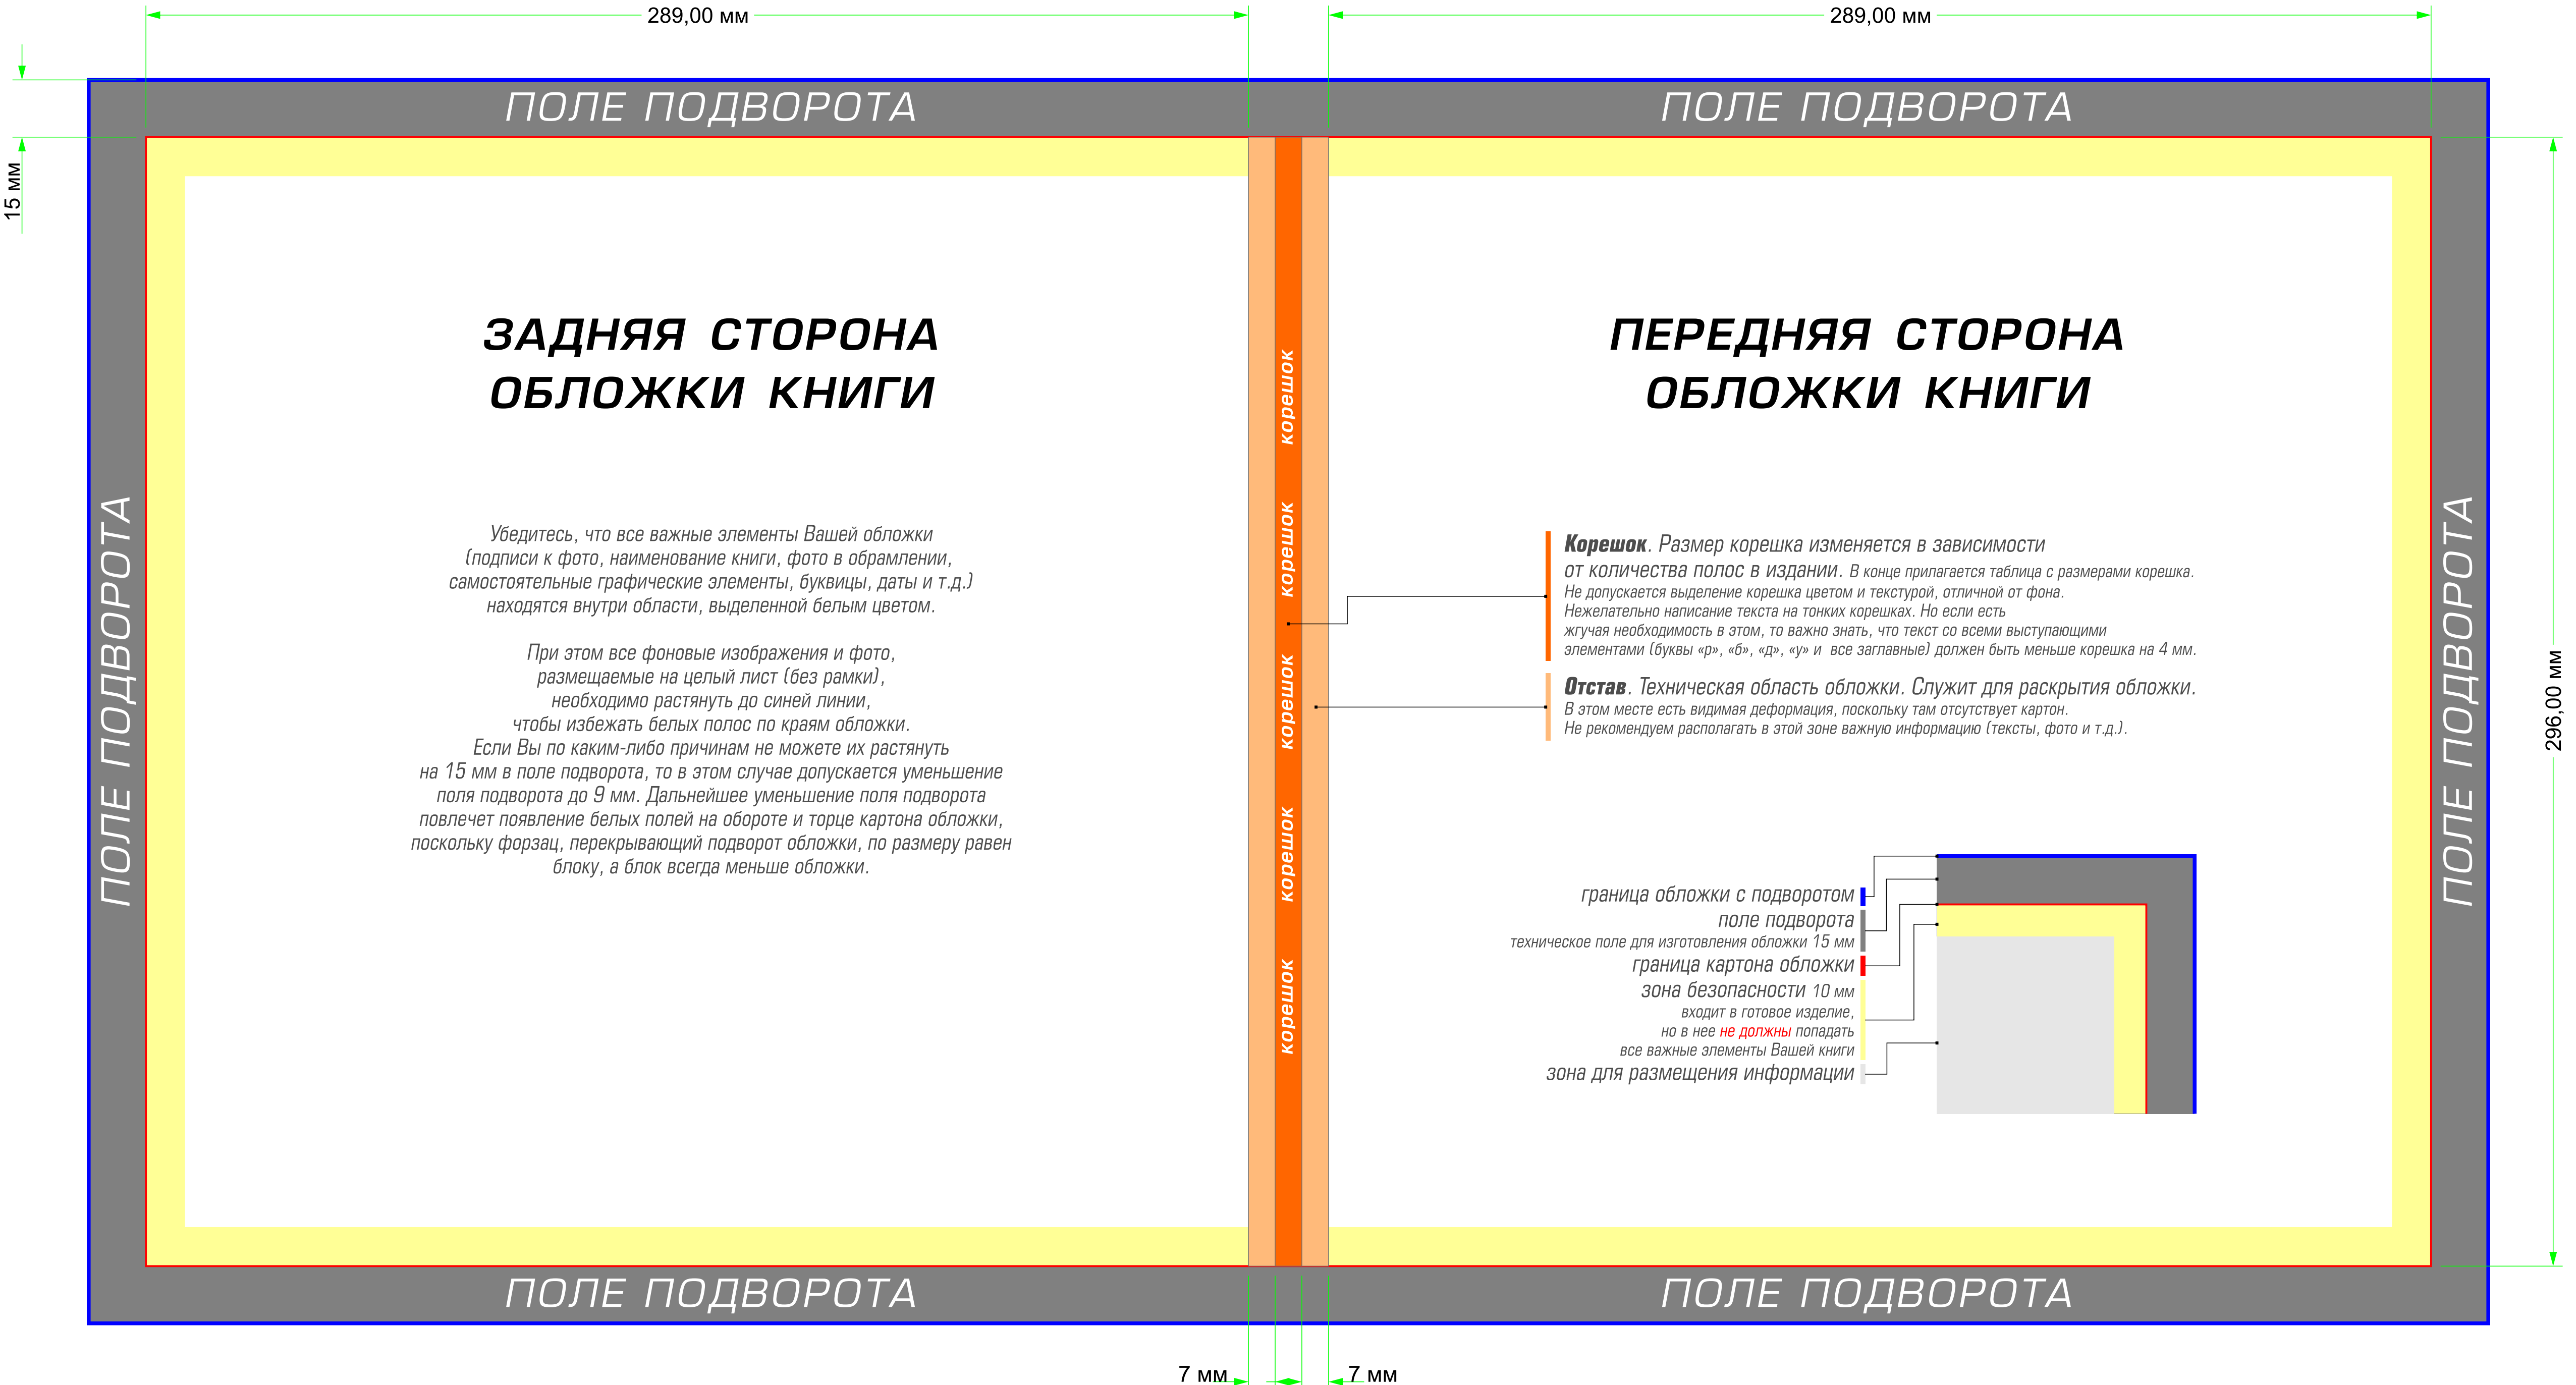 289,00 мм
289,00 мм
ПОЛЕ ПОДВОРОТА
ПОЛЕ ПОДВОРОТА
15 мм
ПОЛЕ ПОДВОРОТА
ЗАДНЯЯ СТОРОНА
ОБЛОЖКИ КНИГИ
Убедитесь, что все важные элементы Вашей обложки
(подписи к фото, наименование книги, фото в обрамлении,
самостоятельные графические элементы, буквицы, даты и т.д.)
находятся внутри области, выделенной белым цветом.
При этом все фоновые изображения и фото,
размещаемые на целый лист (без рамки),
необходимо растянуть до синей линии,
чтобы избежать белых полос по краям обложки.
Если Вы по каким-либо причинам не можете их растянуть
на 15 мм в поле подворота, то в этом случае допускается уменьшение
поля подворота до 9 мм. Дальнейшее уменьшение поля подворота
повлечет появление белых полей на обороте и торце картона обложки,
поскольку форзац, перекрывающий подворот обложки, по размеру равен
блоку, а блок всегда меньше обложки.
корешок
корешок
корешок
корешок
корешок
ПЕРЕДНЯЯ СТОРОНА
ОБЛОЖКИ КНИГИ
Корешок. Размер корешка изменяется в зависимости
от количества полос в издании. В конце прилагается таблица с размерами корешка.
Не допускается выделение корешка цветом и текстурой, отличной от фона.
Нежелательно написание текста на тонких корешках. Но если есть
жгучая необходимость в этом, то важно знать, что текст со всеми выступающими
элементами (буквы «р», «б», «д», «у» и все заглавные) должен быть меньше корешка на 4 мм.
Отстав. Техническая область обложки. Служит для раскрытия обложки.
В этом месте есть видимая деформация, поскольку там отсутствует картон.
Не рекомендуем располагать в этой зоне важную информацию (тексты, фото и т.д.).
граница обложки с подворотом
поле подворота
техническое поле для изготовления обложки 15 мм
граница картона обложки
зона безопасности 10 мм
входит в готовое изделие,
но в нее не должны попадать
все важные элементы Вашей книги
зона для размещения информации
ПОЛЕ ПОДВОРОТА
296,00 мм
ПОЛЕ ПОДВОРОТА
ПОЛЕ ПОДВОРОТА
7 мм
7 мм